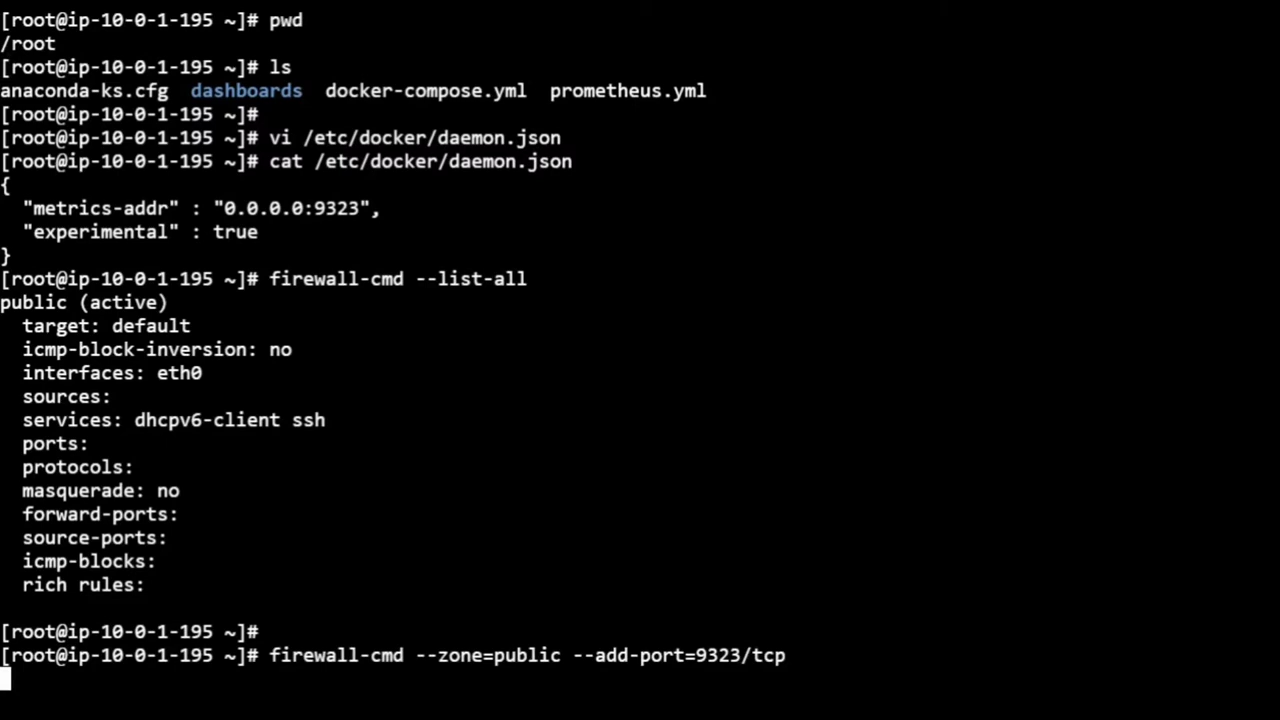 [root@ip-10-0-1-195 ~]# pwd
/root
[root@ip-10-0-1-195 ~]# ls
anaconda-ks.cfg  dashboards  docker-compose.yml  prometheus.yml
[root@ip-10-0-1-195 ~]#
[root@ip-10-0-1-195 ~]# vi /etc/docker/daemon.json
[root@ip-10-0-1-195 ~]# cat /etc/docker/daemon.json
{
  "metrics-addr" : "0.0.0.0:9323",
  "experimental" : true
}
[root@ip-10-0-1-195 ~]# firewall-cmd --list-all
public (active)
  target: default
  icmp-block-inversion: no
  interfaces: eth0
  sources:
  services: dhcpv6-client ssh
  ports:
  protocols:
  masquerade: no
  forward-ports:
  source-ports:
  icmp-blocks:
  rich rules:
[root@ip-10-0-1-195 ~]#
[root@ip-10-0-1-195 ~]# firewall-cmd --zone=public --add-port=9323/tcp